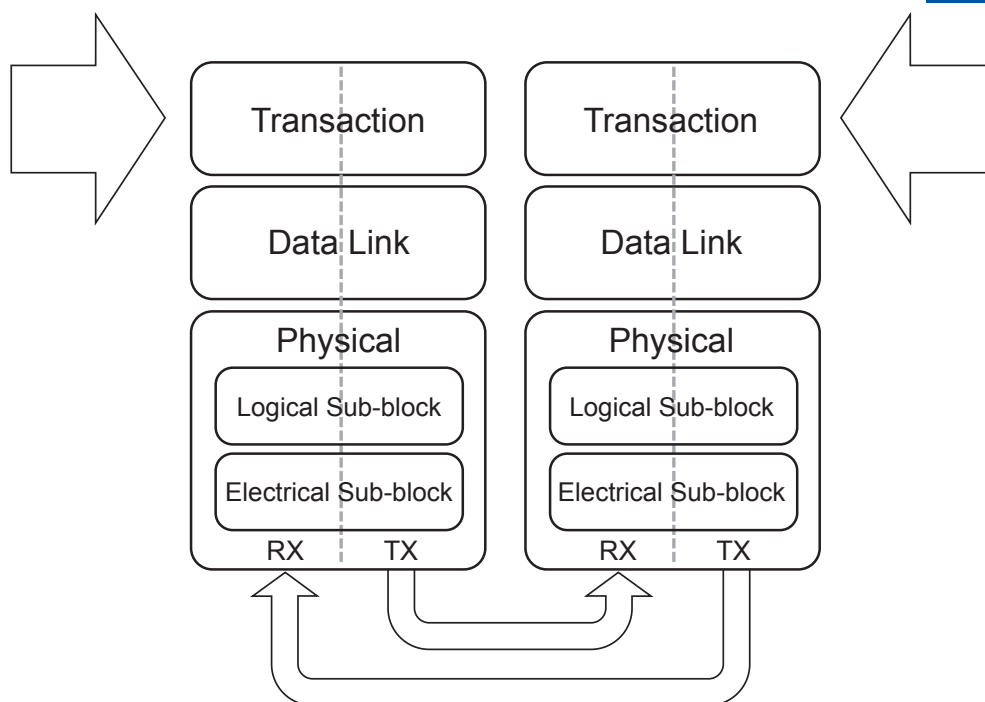 Transaction
Transaction
Data Link
Data Link
Physical
Physical
Logical Sub-block
Logical Sub-block
Electrical Sub-block
Electrical Sub-block
RX TX
RX TX